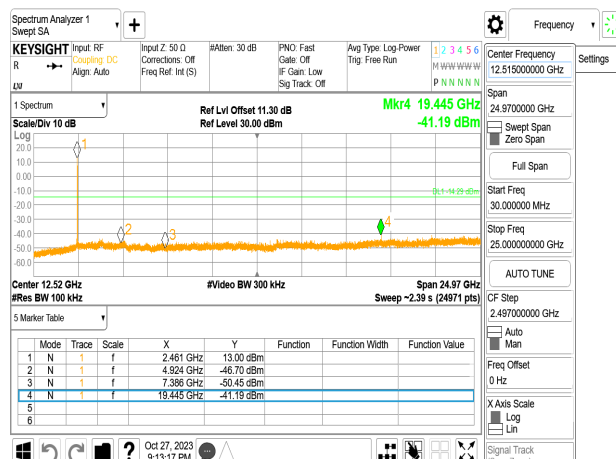 Spectrum Analyzer 1
Swept SA
Frequency
KEYSIGHT
R
LXI
Input: RF
Coupling: DC
Align: Auto
Input Z: 50 Ω
Corrections: Off
Freq Ref: Int (S)
#Atten: 30 dB
PNO: Fast
Gate: Off
IF Gain: Low
Sig Track: Off
Avg Type: Log-Power
Trig: Free Run
1 2 3 4 5 6
M W W W W W
P N N N N N
1 Spectrum
Scale/Div 10 dB
Ref Lvl Offset 11.30 dB
Ref Level 30.00 dBm
Mkr4 19.445 GHz
-41.19 dBm
Log
20.0
10.0
0.00
-10.0
-20.0
-30.0
-40.0
-50.0
-60.0
1
2
3
4
DL1 -14.29 dBm
Center 12.52 GHz
#Res BW 100 kHz
#Video BW 300 kHz
Span 24.97 GHz
Sweep ~2.39 s (24971 pts)
5 Marker Table
Mode Trace Scale X Y Function Function Width Function Value
1 N 1 f 2.461 GHz 13.00 dBm
2 N 1 f 4.924 GHz -46.70 dBm
3 N 1 f 7.386 GHz -50.45 dBm
4 N 1 f 19.445 GHz -41.19 dBm
5
6
?
Oct 27, 2023
9:13:17 PM
Center Frequency
12.515000000 GHz
Settings
Span
24.9700000 GHz
Swept Span
Zero Span
Full Span
Start Freq
30.000000 MHz
Stop Freq
25.000000000 GHz
AUTO TUNE
CF Step
2.497000000 GHz
Auto
Man
Freq Offset
0 Hz
X Axis Scale
Log
Lin
Signal Track